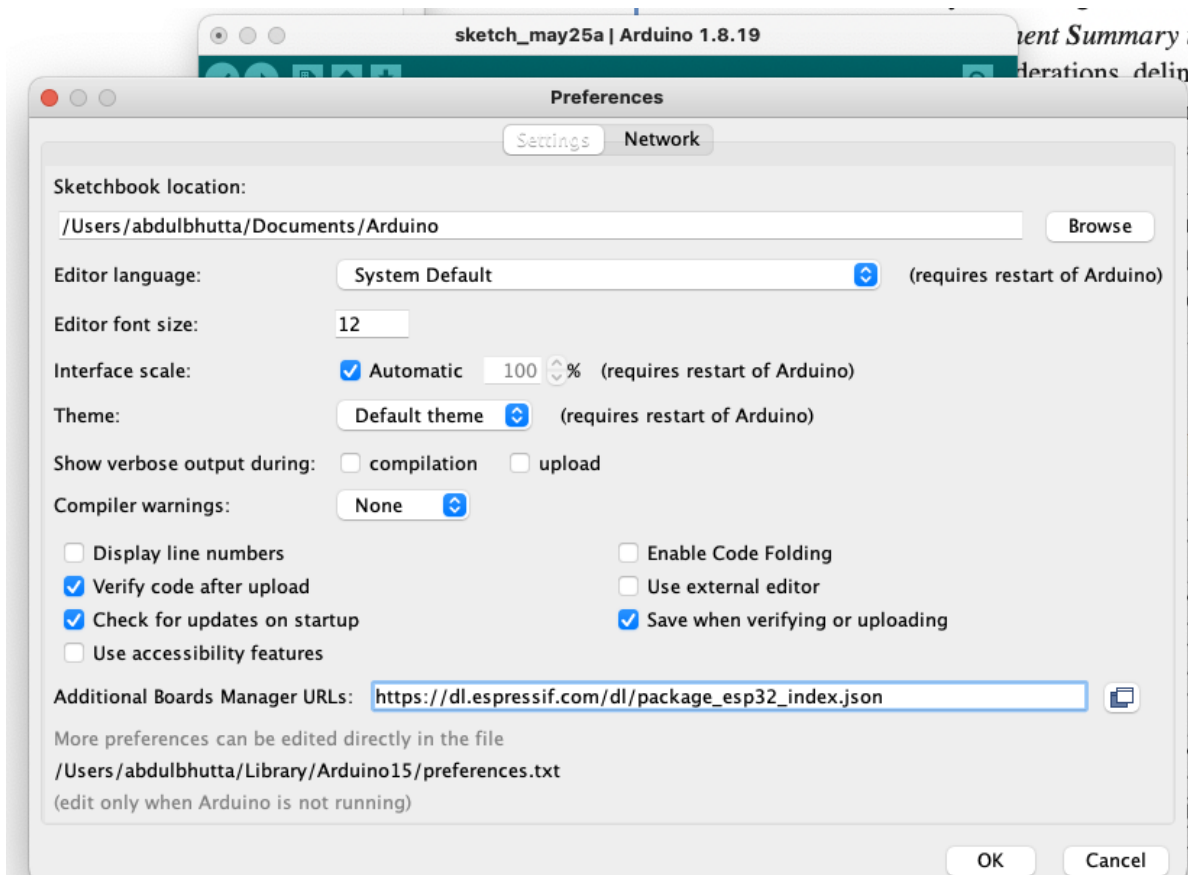 sketch_may25a | Arduino 1.8.19
ent Summary
derations, delin
Preferences
Settings Network
Sketchbook location:
/Users/abdulbhutta/Documents/Arduino Browse
Editor language: System Default (requires restart of Arduino)
Editor font size: 12
Interface scale: Automatic 100 % (requires restart of Arduino)
Theme: Default theme (requires restart of Arduino)
Show verbose output during: compilation upload
Compiler warnings: None
Display line numbers Enable Code Folding
Verify code after upload Use external editor
Check for updates on startup Save when verifying or uploading
Use accessibility features
Additional Boards Manager URLs: https://dl.espressif.com/dl/package_esp32_index.json
More preferences can be edited directly in the file
/Users/abdulbhutta/Library/Arduino15/preferences.txt
(edit only when Arduino is not running)
OK Cancel